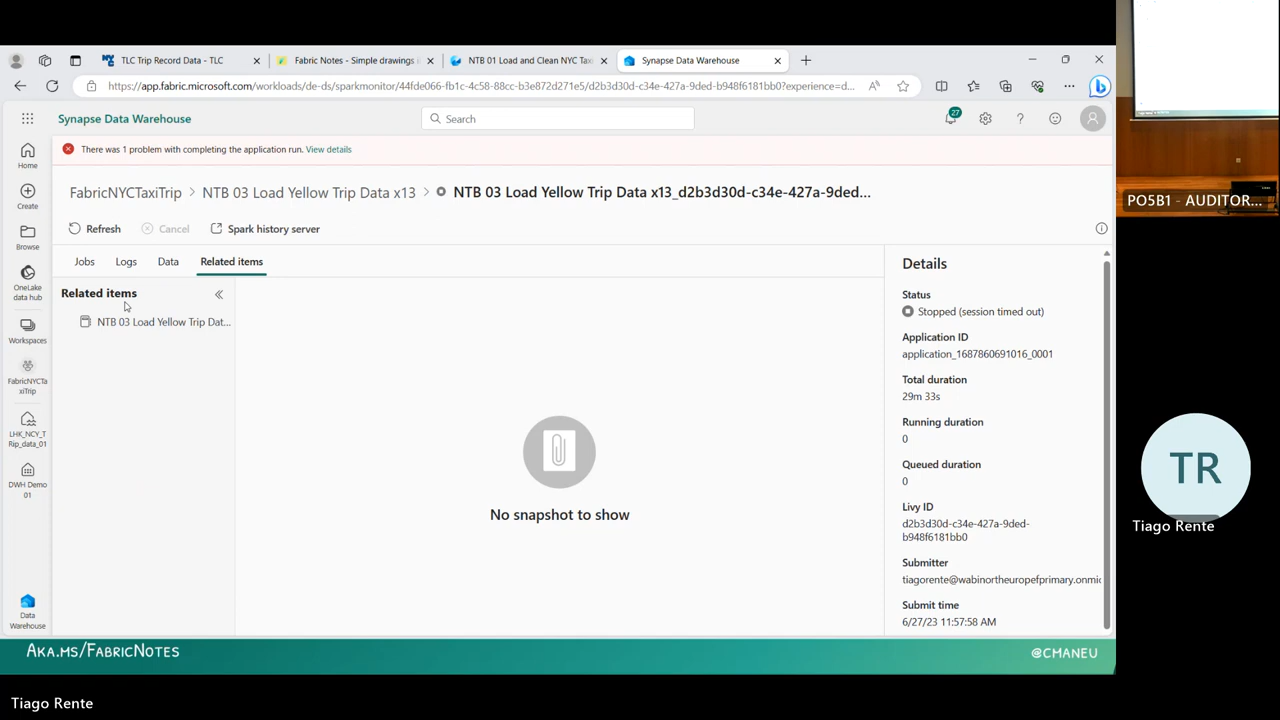 TLC Trip Record Data - TLC
Fabric Notes - Simple drawings
NTB 01 Load and Clean NYC Taxi
Synapse Data Warehouse
https://app.fabric.microsoft.com/workloads/de-ds/sparkmonitor/44fde066-fb1c-4c58-88cc-b3e872d271e5/d2b3d30d-c34e-427a-9ded-b948f6181bb0?experience=d...
Synapse Data Warehouse
Search
27
There was 1 problem with completing the application run. View details
Home
Create
Browse
OneLake
data hub
Workspaces
FabricNYCTa
xiTrip
LHK_NCY_T
Rip_data_01
DWH Demo
01
Data
Warehouse
FabricNYCTaxiTrip > NTB 03 Load Yellow Trip Data x13 > NTB 03 Load Yellow Trip Data x13_d2b3d30d-c34e-427a-9ded...
Refresh Cancel Spark history server
Jobs Logs Data Related items
Related items
NTB 03 Load Yellow Trip Dat...
No snapshot to show
Details
Status
Stopped (session timed out)
Application ID
application_1687860691016_0001
Total duration
29m 33s
Running duration
0
Queued duration
0
Livy ID
d2b3d30d-c34e-427a-9ded-
b948f6181bb0
Submitter
tiagorente@wabinortheuropefprimary.onmic
Submit time
6/27/23 11:57:58 AM
AKA.MS/FABRICNOTES
@CMANEU
PO5B1 - AUDITOR...
TR
Tiago Rente
Tiago Rente